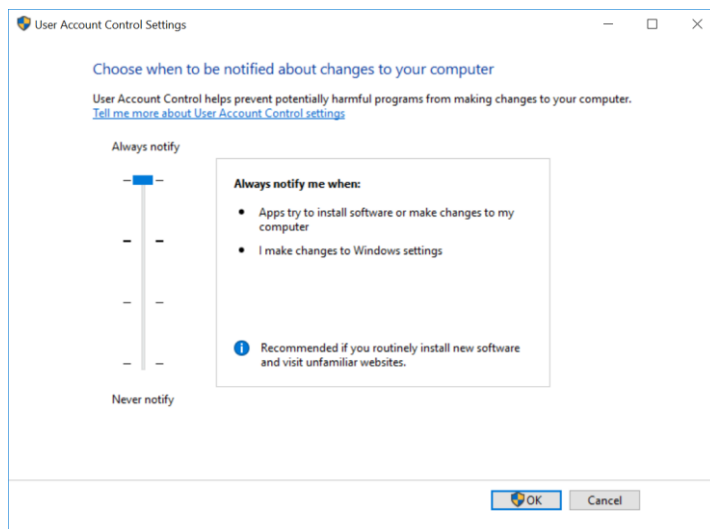 User Account Control Settings
Choose when to be notified about changes to your computer
User Account Control helps prevent potentially harmful programs from making changes to your computer.
Tell me more about User Account Control settings
Always notify
Always notify me when:
Apps try to install software or make changes to my
computer
I make changes to Windows settings
Recommended if you routinely install new software
and visit unfamiliar websites.
Never notify
OK
Cancel